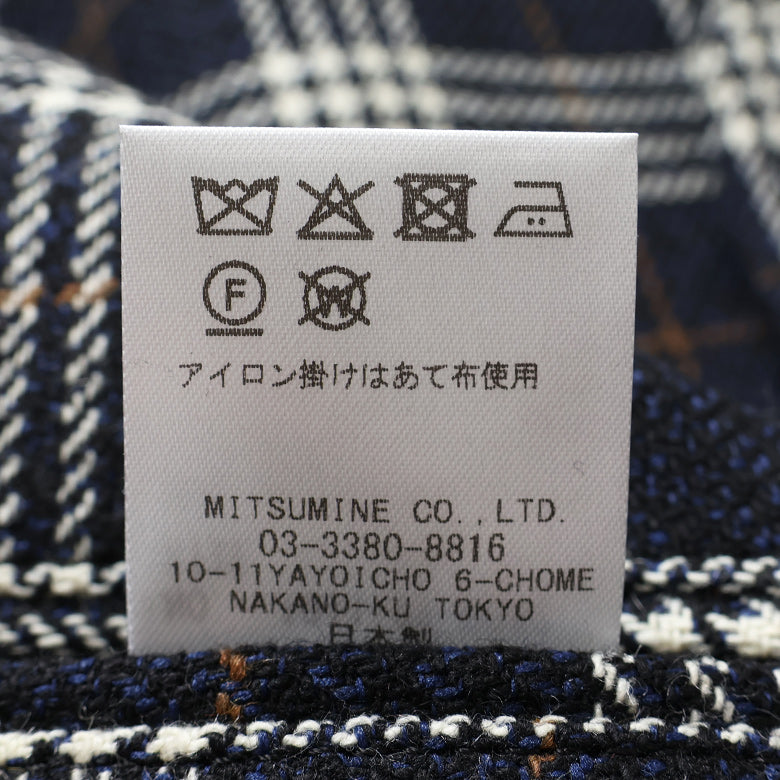 F W
アイロン掛けはあて布使用
MITSUMINE CO.,LTD.
03-3380-8816
10-11YAYOICHO 6-CHOME
NAKANO-KU TOKYO
日本製